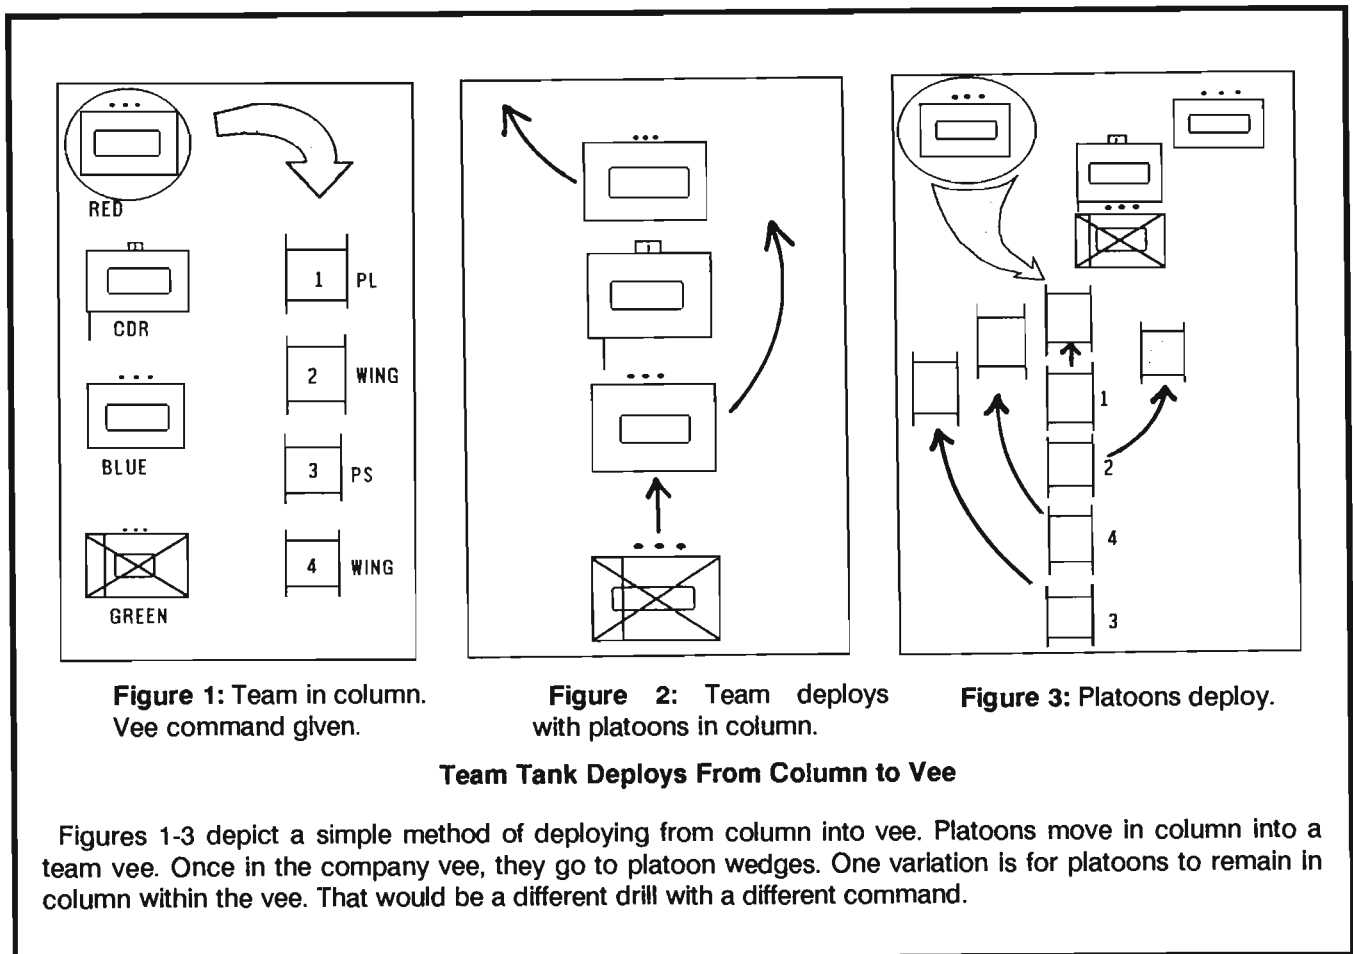 RED
CDR
BLUE
GREEN
1 PL
2 WING
3 PS
4 WING
1
2
4
3
Figure 1: Team in column.
Vee command given.
Figure 2: Team deploys
with platoons in column.
Figure 3: Platoons deploy.
Team Tank Deploys From Column to Vee
Figures 1-3 depict a simple method of deploying from column into vee. Platoons move in column into a
team vee. Once in the company vee, they go to platoon wedges. One variation is for platoons to remain in
column within the vee. That would be a different drill with a different command.